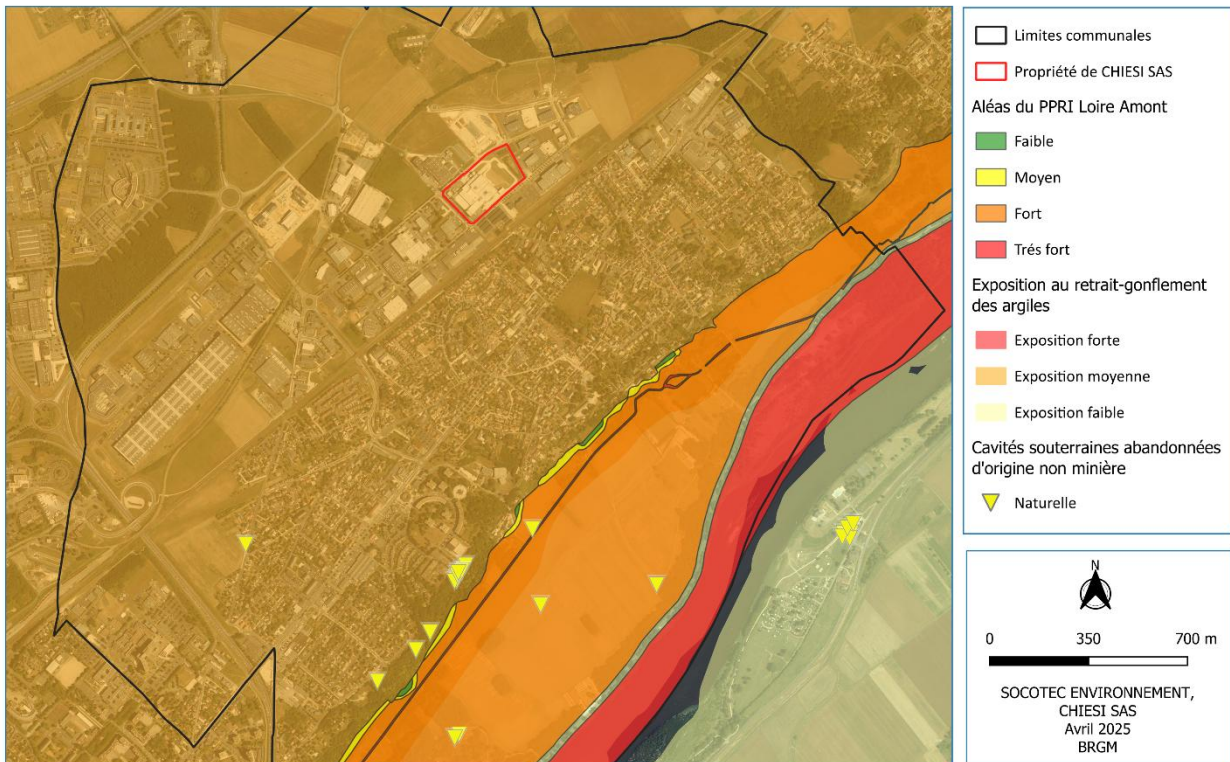 Limites communales
Propriété de CHIESI SAS
Aléas du PPRI Loire Amont
Faible
Moyen
Fort
Trés fort
Exposition au retrait-gonflement
des argiles
Exposition forte
Exposition moyenne
Exposition faible
Cavités souterraines abandonnées
d'origine non minière
Naturelle
N
0 350 700 m
SOCOTEC ENVIRONNEMENT,
CHIESI SAS
Avril 2025
BRGM